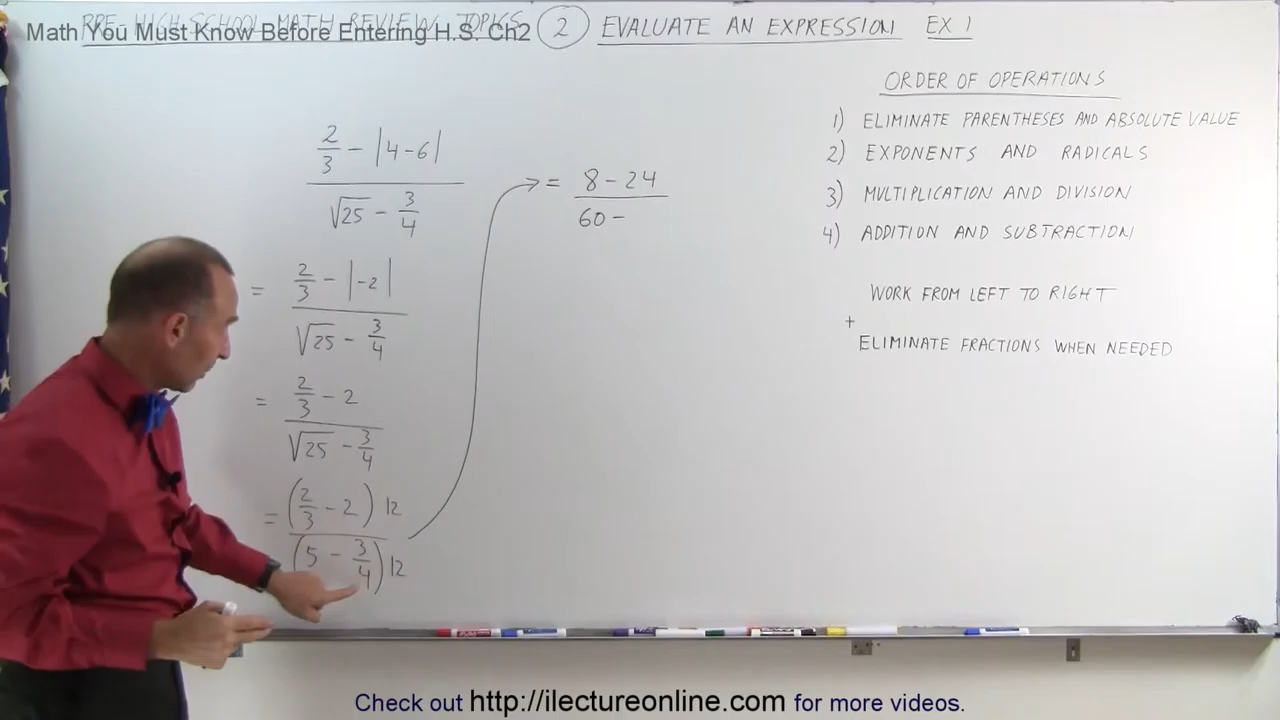 PRE-HIGH SCHOOL MATH REVIEW TOPICS
Math You Must Know Before Entering H.S. Ch2
2 EVALUATE AN EXPRESSION EX 1
ORDER OF OPERATIONS
1) ELIMINATE PARENTHESES AND ABSOLUTE VALUE
2) EXPONENTS AND RADICALS
3) MULTIPLICATION AND DIVISION
4) ADDITION AND SUBTRACTION
WORK FROM LEFT TO RIGHT
+
ELIMINATE FRACTIONS WHEN NEEDED
2/3 - |4-6|
√25 - 3/4
= 2/3 - |-2|
√25 - 3/4
= 2/3 - 2
√25 - 3/4
= (2/3 - 2) 12
(5 - 3/4) 12
= 8 - 24
60 -
Check out http://ilectureonline.com for more videos.